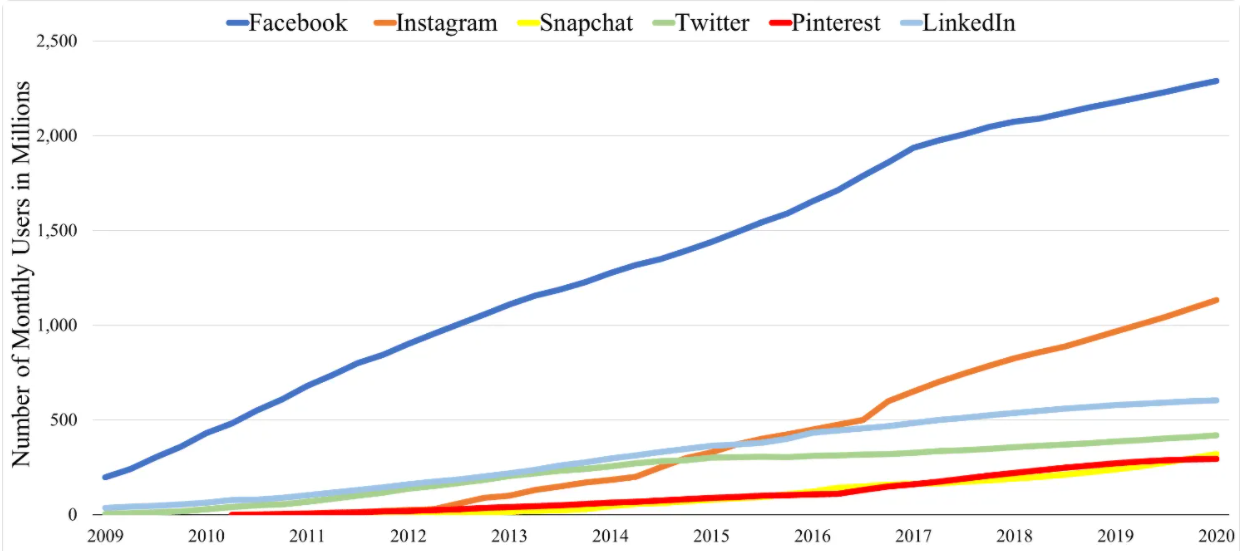 Facebook Instagram Snapchat Twitter Pinterest LinkedIn
Number of Monthly Users in Millions
2,500
2,000
1,500
1,000
500
0
2009 2010 2011 2012 2013 2014 2015 2016 2017 2018 2019 2020